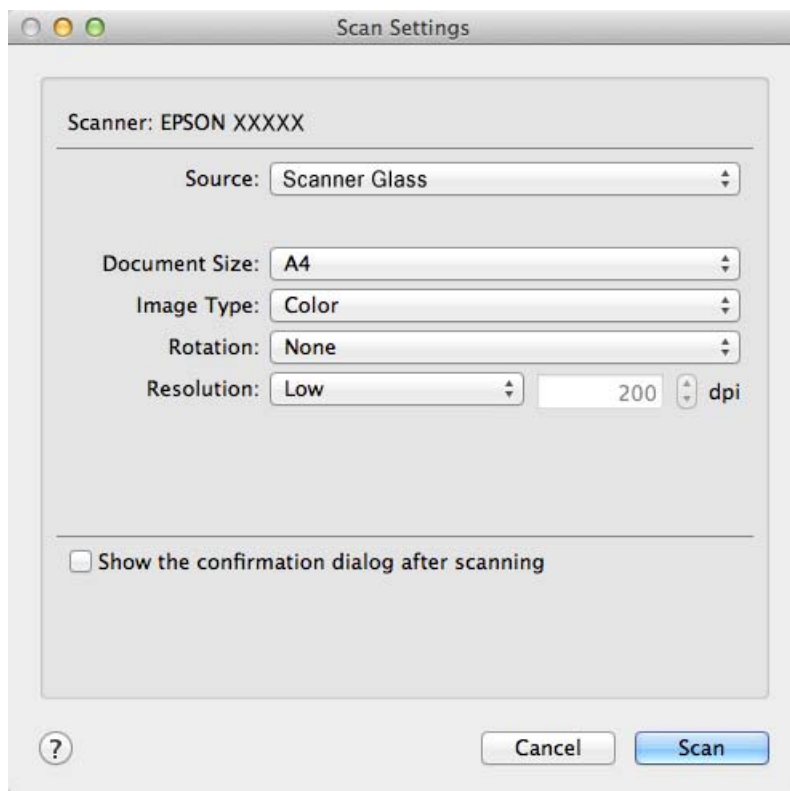 Scan Settings
Scanner: EPSON XXXXX
Source: Scanner Glass
Document Size: A4
Image Type: Color
Rotation: None
Resolution: Low 200 dpi
Show the confirmation dialog after scanning
? Cancel Scan